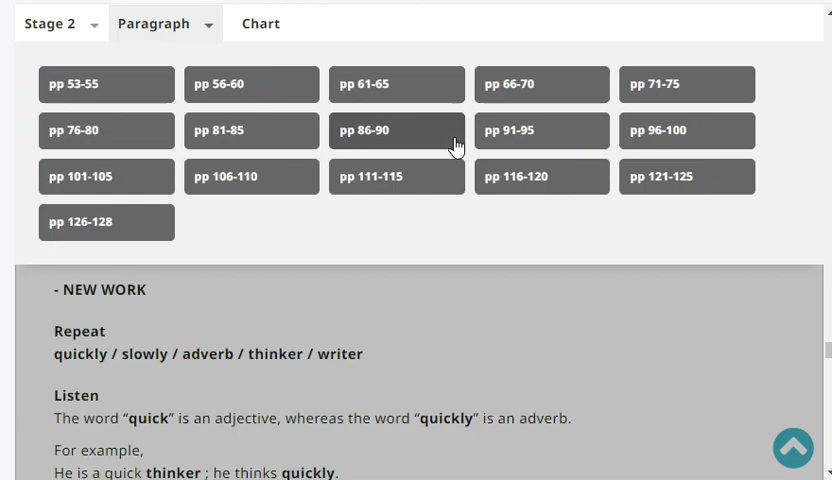 Stage 2 Paragraph Chart
pp 53-55 pp 56-60 pp 61-65 pp 66-70 pp 71-75
pp 76-80 pp 81-85 pp 86-90 pp 91-95 pp 96-100
pp 101-105 pp 106-110 pp 111-115 pp 116-120 pp 121-125
pp 126-128
- NEW WORK
Repeat
quickly / slowly / adverb / thinker / writer
Listen
The word “quick” is an adjective, whereas the word “quickly” is an adverb.
For example,
He is a quick thinker ; he thinks quickly.